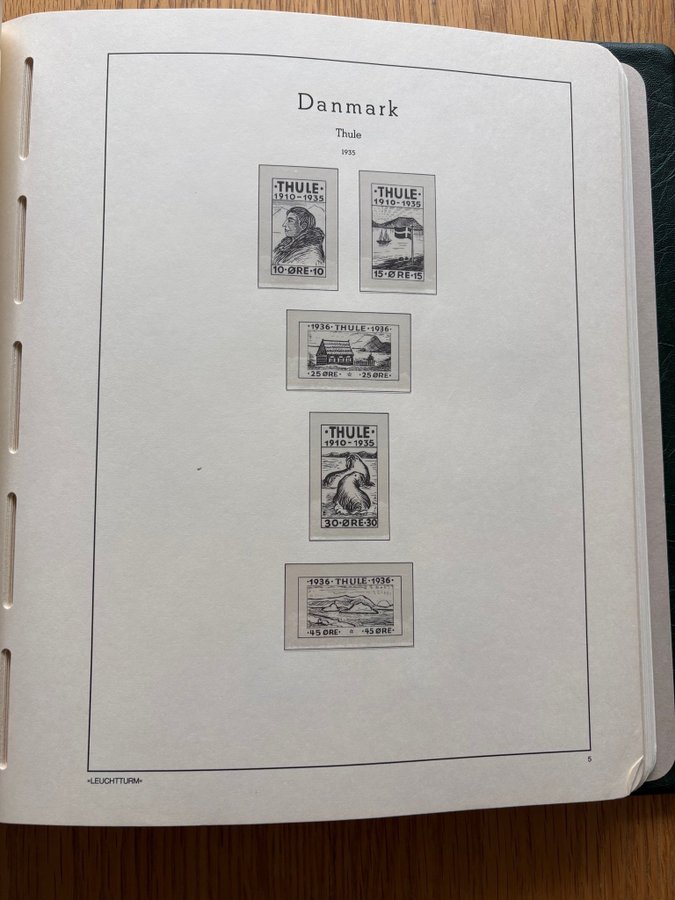 Danmark
Thule
1935
·THULE·
1910-1935
10·ØRE·10
·THULE·
1910-1935
15·ØRE·15
·1936·THULE·1936·
·25 ØRE· ·25 ØRE·
·THULE·
1910-1935
30·ØRE·30
·1936·THULE·1936·
·45 ØRE· ·45 ØRE·
5
»LEUCHTTURM«